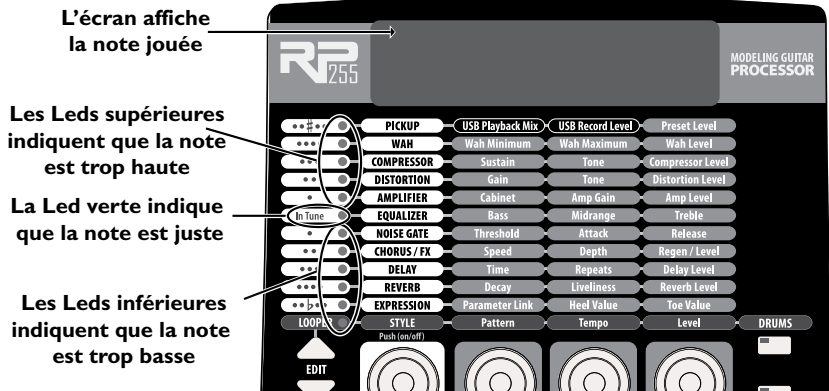 L'écran affiche
la note jouée
RP
255
MODELING GUITAR
PROCESSOR
Les Leds supérieures
indiquent que la note
est trop haute
La Led verte indique
que la note est juste
Les Leds inférieures
indiquent que la note
est trop basse
♯ PICKUP USB Playback Mix USB Record Level Preset Level
WAH Wah Minimum Wah Maximum Wah Level
COMPRESSOR Sustain Tone Compressor Level
DISTORTION Gain Tone Distortion Level
AMPLIFIER Cabinet Amp Gain Amp Level
In Tune EQUALIZER Bass Midrange Treble
NOISE GATE Threshold Attack Release
CHORUS / FX Speed Depth Regen / Level
DELAY Time Repeats Delay Level
REVERB Decay Liveliness Reverb Level
♭ EXPRESSION Parameter Link Heel Value Toe Value
LOOPER STYLE Pattern Tempo Level DRUMS
Push (on/off)
EDIT